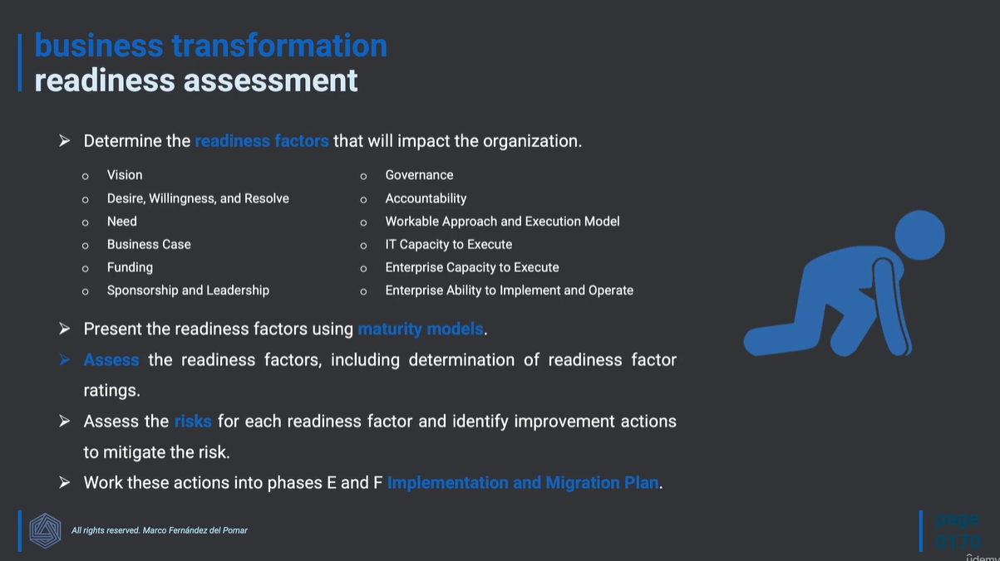 business transformation
readiness assessment
➤ Determine the readiness factors that will impact the organization.
o Vision
o Desire, Willingness, and Resolve
o Need
o Business Case
o Funding
o Sponsorship and Leadership
o Governance
o Accountability
o Workable Approach and Execution Model
o IT Capacity to Execute
o Enterprise Capacity to Execute
o Enterprise Ability to Implement and Operate
➤ Present the readiness factors using maturity models.
➤ Assess the readiness factors, including determination of readiness factor
ratings.
➤ Assess the risks for each readiness factor and identify improvement actions
to mitigate the risk.
➤ Work these actions into phases E and F Implementation and Migration Plan.
All rights reserved. Marco Fernández del Pomar
page
0170
ûdemy